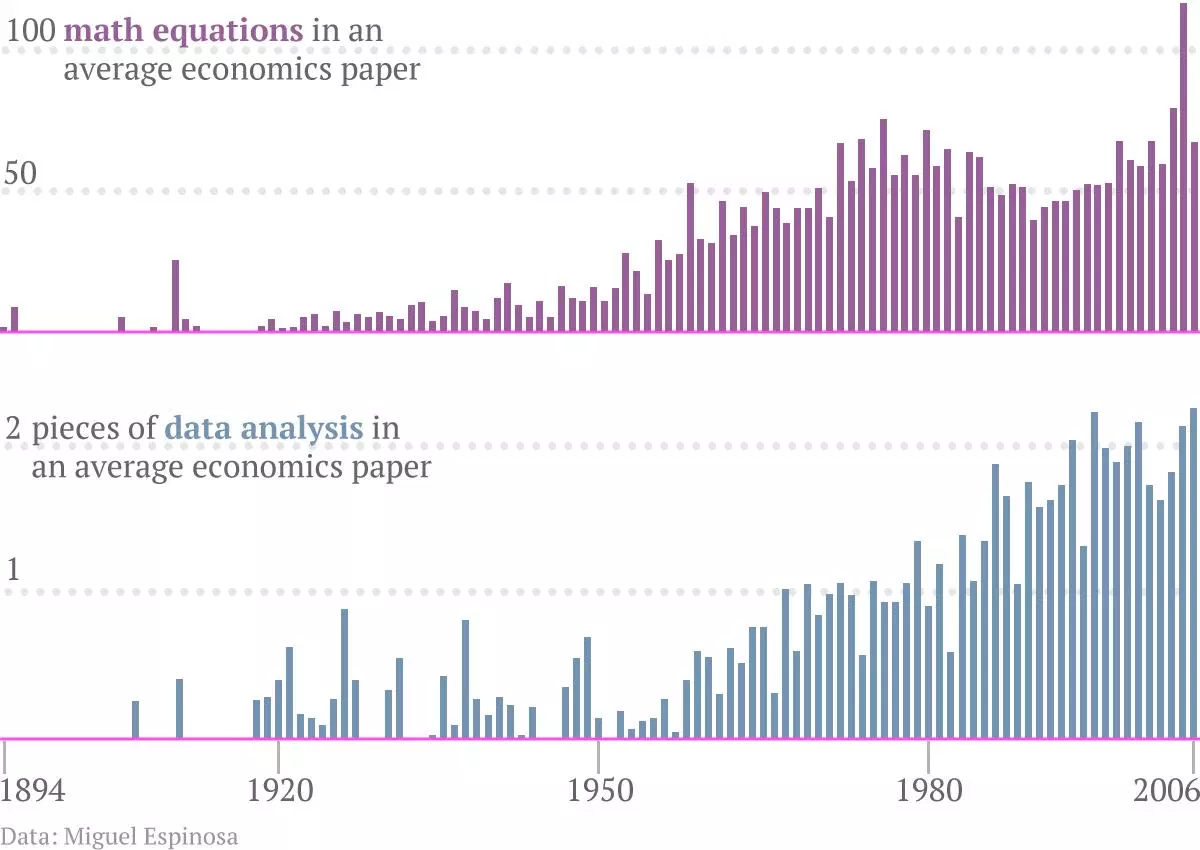 100 math equations in an
average economics paper
50
2 pieces of data analysis in
an average economics paper
1
1894 1920 1950 1980 2006
Data: Miguel Espinosa